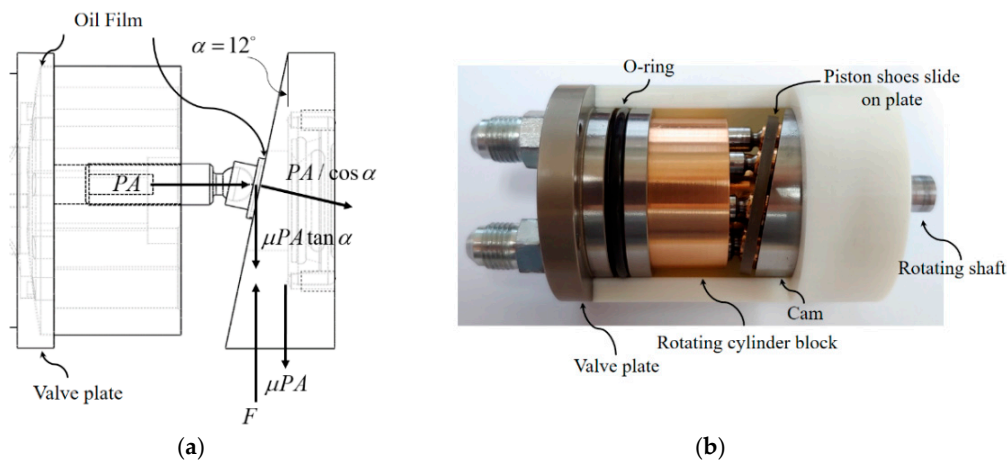 Oil Film
α = 12°
PA
PA / cos α
μPA tan α
μPA
F
Valve plate
(a)
O-ring
Piston shoes slide
on plate
Rotating shaft
Cam
Rotating cylinder block
Valve plate
(b)